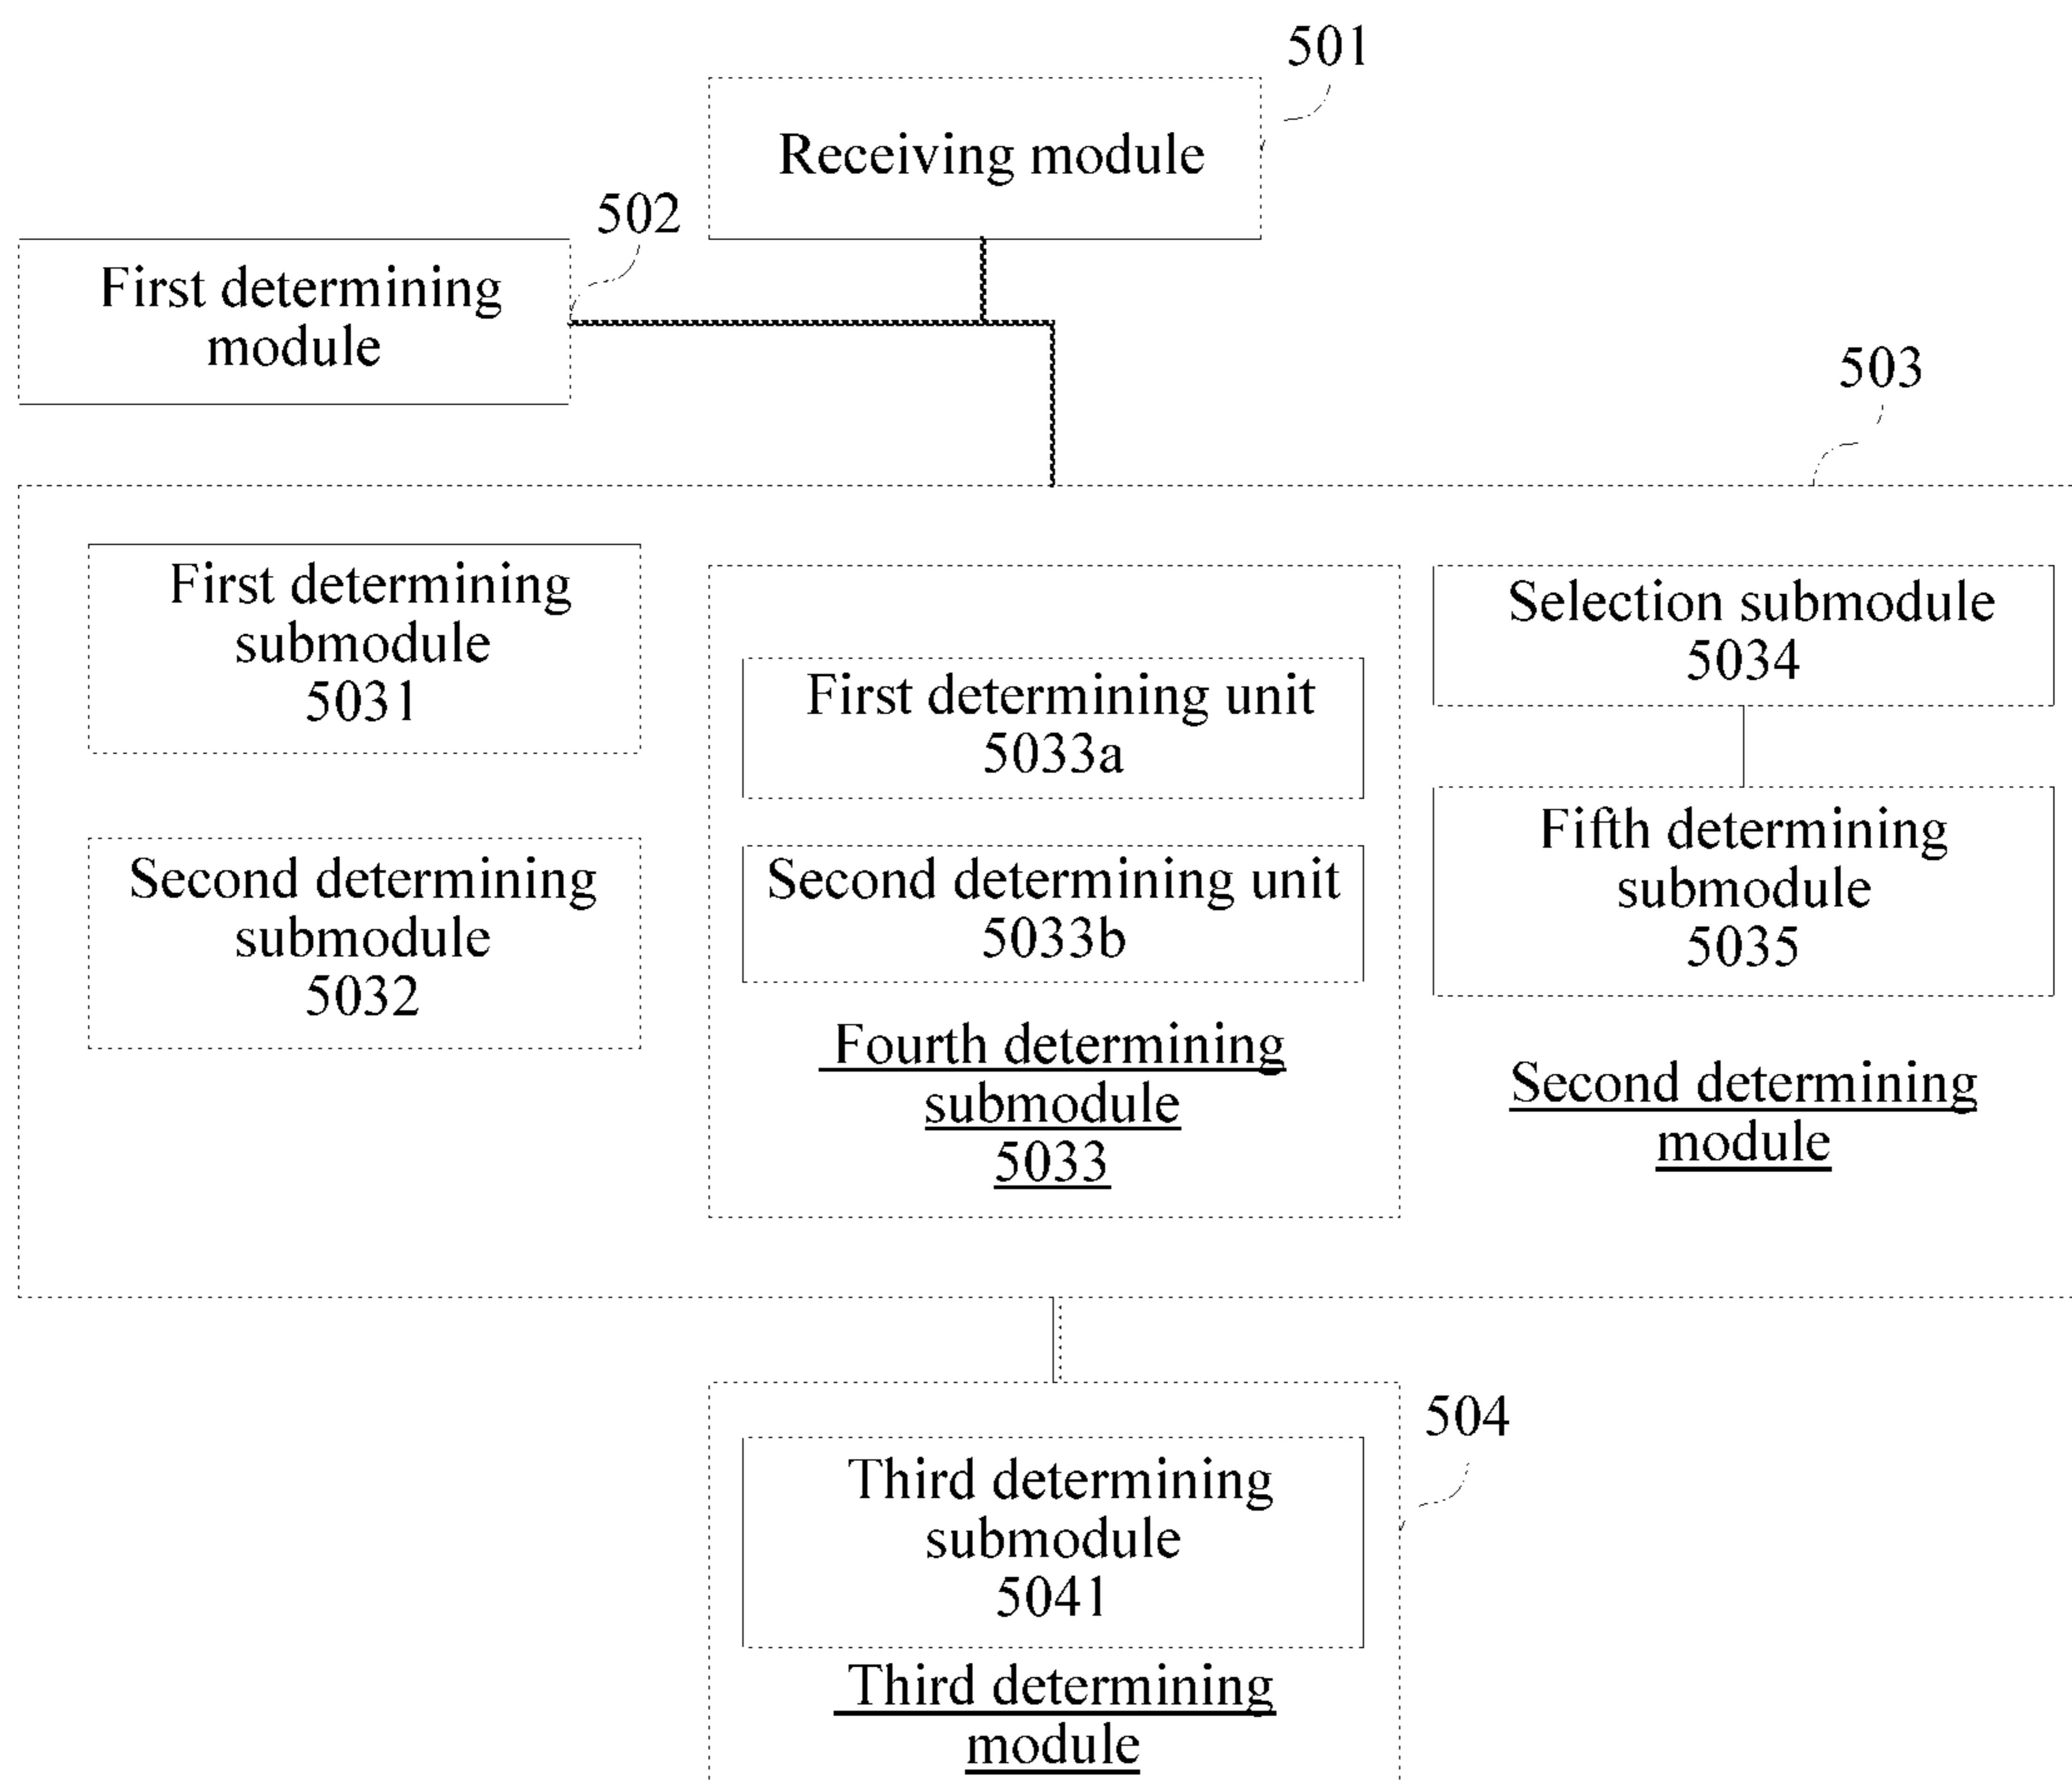 501
Receiving module
502
First determining
module
503
First determining
submodule
5031
Second determining
submodule
5032
First determining unit
5033a
Second determining unit
5033b
Fourth determining
submodule
5033
Selection submodule
5034
Fifth determining
submodule
5035
Second determining
module
504
Third determining
submodule
5041
Third determining
module